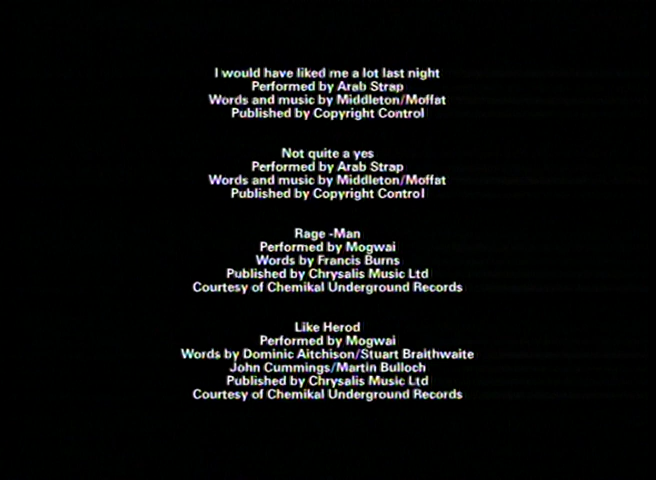 I would have liked me a lot last night
Performed by Arab Strap
Words and music by Middleton/Moffat
Published by Copyright Control
Not quite a yes
Performed by Arab Strap
Words and music by Middleton/Moffat
Published by Copyright Control
Rage -Man
Performed by Mogwai
Words by Francis Burns
Published by Chrysalis Music Ltd
Courtesy of Chemikal Underground Records
Like Herod
Performed by Mogwai
Words by Dominic Aitchison/Stuart Braithwaite
John Cummings/Martin Bulloch
Published by Chrysalis Music Ltd
Courtesy of Chemikal Underground Records